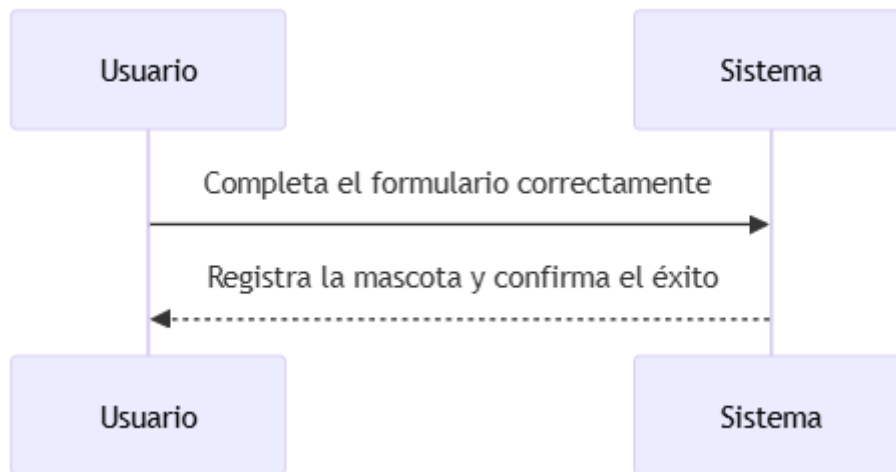 Usuario
Sistema
Completa el formulario correctamente
Registra la mascota y confirma el éxito
Usuario
Sistema